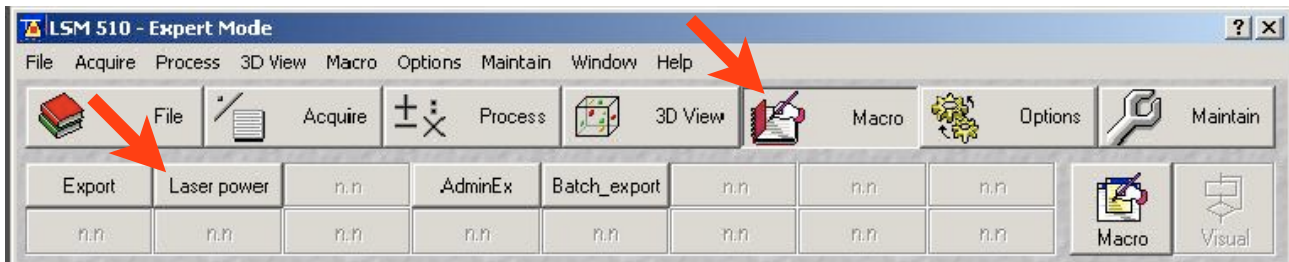 LSM 510 - Expert Mode
File Acquire Process 3D View Macro Options Maintain Window Help
File Acquire Process 3D View Macro Options Maintain
Export Laser power n.n AdminEx Batch_export n.n n.n n.n
n.n n.n n.n n.n n.n n.n n.n n.n Macro Visual